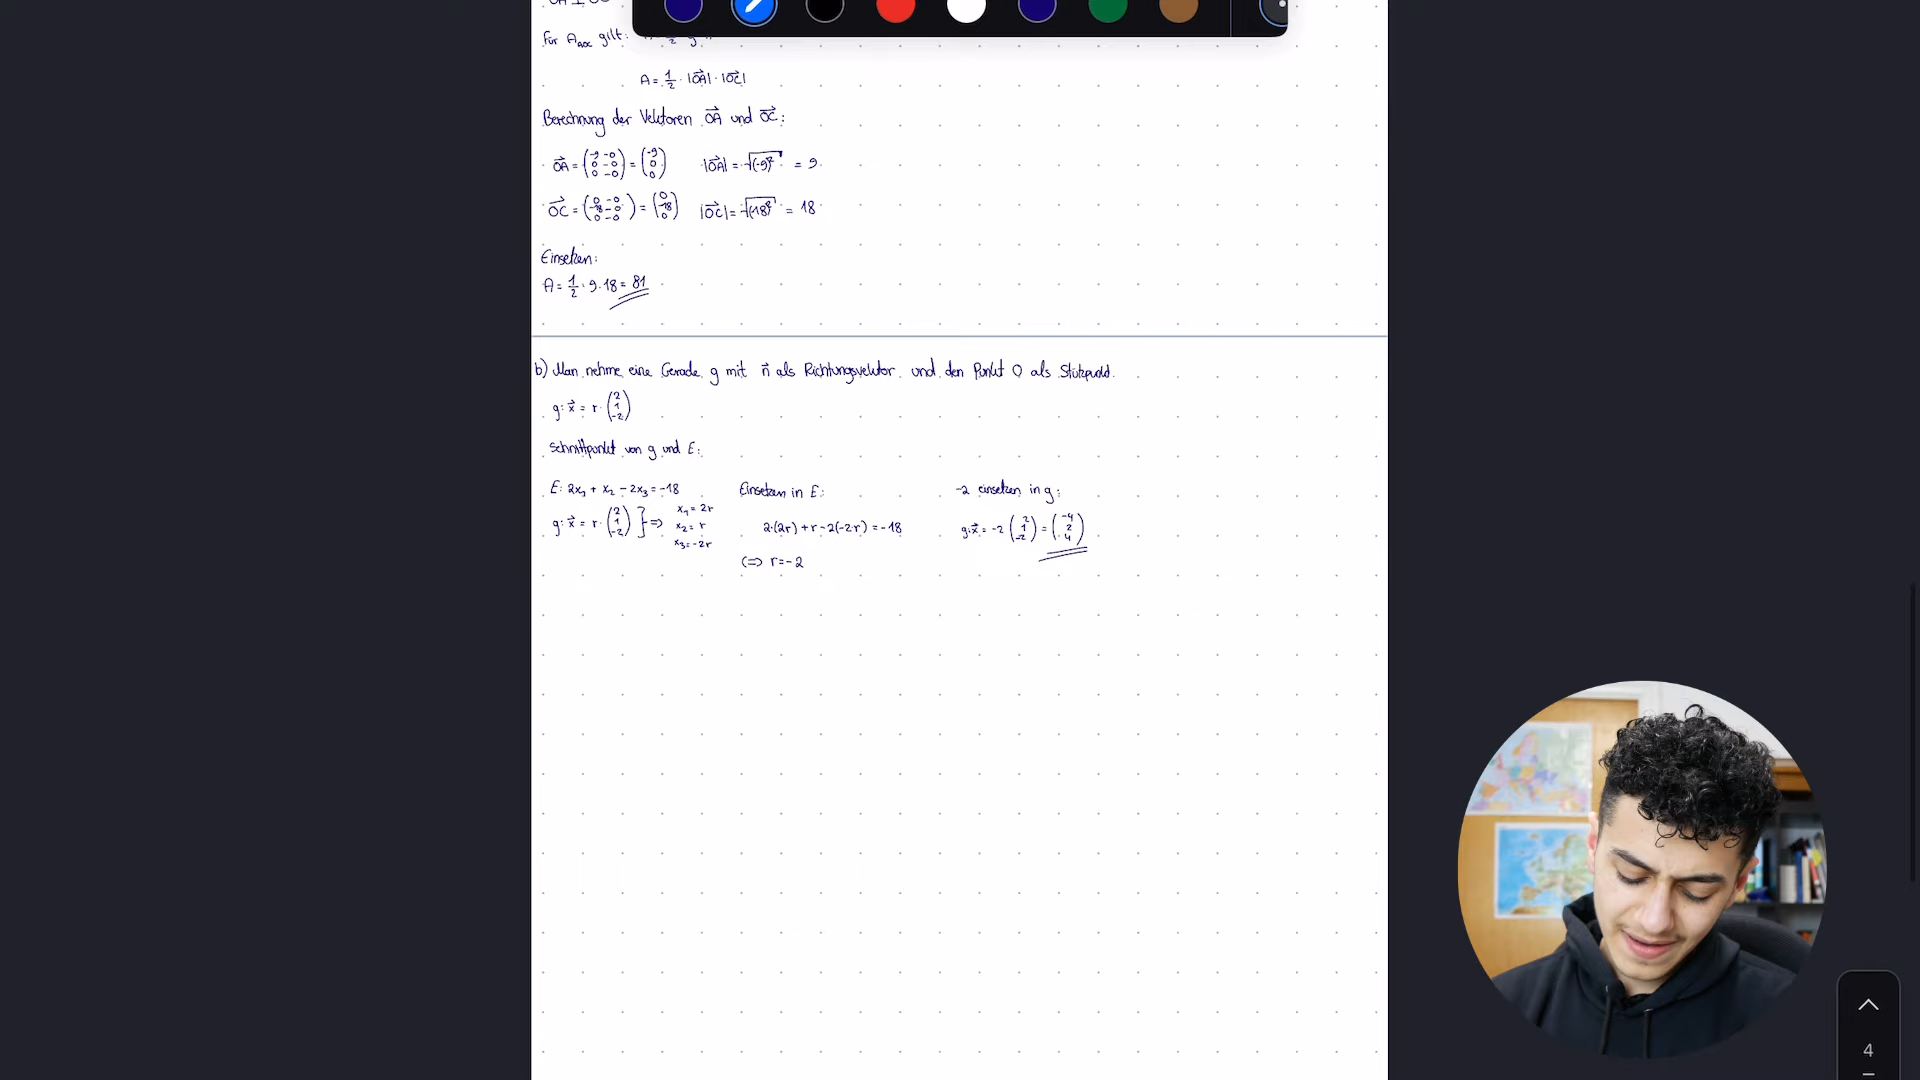 Für A_AOC gilt:
A = 1/2 · |OA⃗| · |OC⃗|
Berechnung der Vektoren OA⃗ und OC⃗:
OA⃗ = (-9 -0 / 0 -0 / 0 -0) = (-9 / 0 / 0) |OA⃗| = √(-9)² = 9
OC⃗ = (0 -0 / -18 -0 / 0 -0) = (0 / -18 / 0) |OC⃗| = √(-18)² = 18
Einsetzen:
A = 1/2 · 9 · 18 = 81
b) Man nehme eine Gerade g mit n⃗ als Richtungsvektor und den Punkt O als Stützpunkt.
g: x⃗ = r · (2 / 1 / -2)
Schnittpunkt von g und E:
E: 2x₁ + x₂ - 2x₃ = -18 Einsetzen in E: -2 einsetzen in g:
g: x⃗ = r · (2 / 1 / -2) } => x₁ = 2r x₂ = r x₃ = -2r
2·(2r) + r - 2(-2·r) = -18 g: x⃗ = -2 (2 / 1 / -2) = (-4 / 2 / 4)
<=> r = -2
4